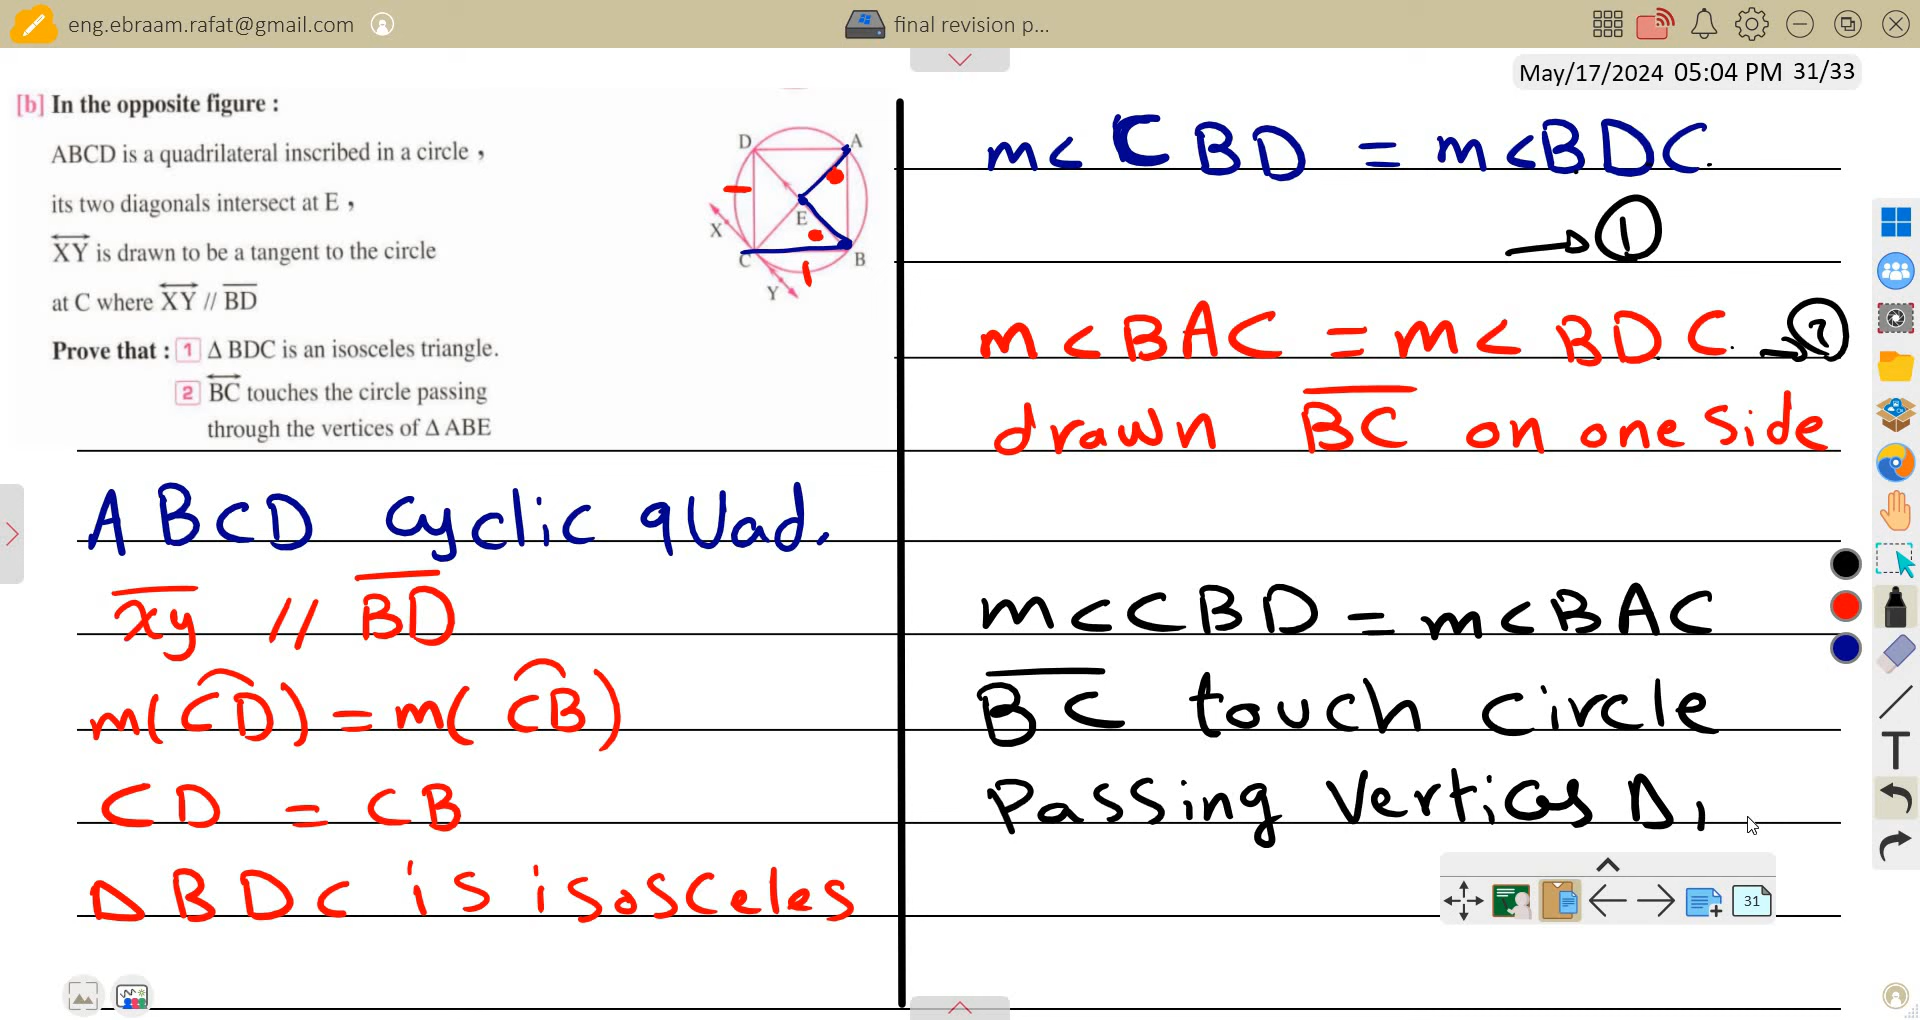 eng.ebraam.rafat@gmail.com
final revision p...
May/17/2024 05:04 PM 31/33
[b] In the opposite figure :
ABCD is a quadrilateral inscribed in a circle ,
its two diagonals intersect at E ,
XY is drawn to be a tangent to the circle
at C where XY // BD
Prove that : 1 Δ BDC is an isosceles triangle.
2 BC touches the circle passing
through the vertices of Δ ABE
D A
E
X
C B
Y
ABCD cyclic quad.
xy // BD
m(CD) = m(CB)
CD = CB
Δ BDC is isosceles
m< CBD = m<BDC.
→ 1
m<BAC = m< BDC. → 2
drawn BC on one side
m<CBD = m<BAC
BC touch circle
Passing vertices Δ,
T
31